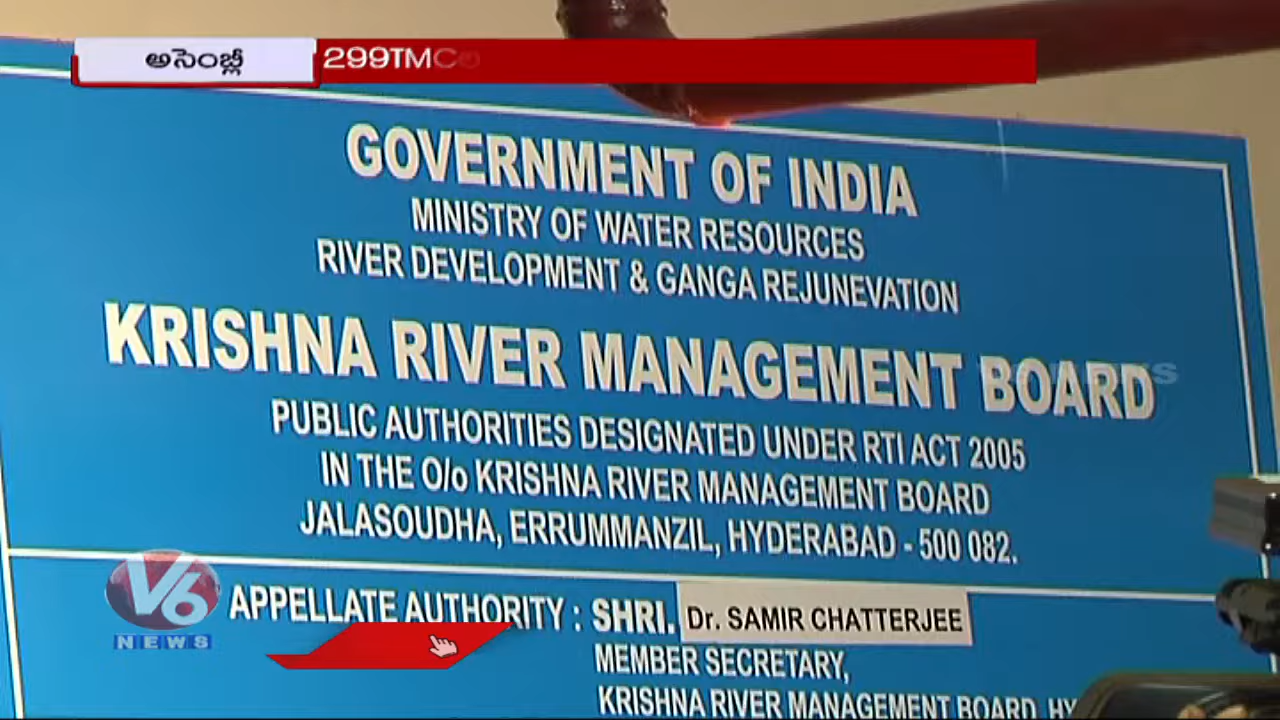 అసెంబ్లీ
299TMCల
GOVERNMENT OF INDIA
MINISTRY OF WATER RESOURCES
RIVER DEVELOPMENT & GANGA REJUNEVATION
KRISHNA RIVER MANAGEMENT BOARD
PUBLIC AUTHORITIES DESIGNATED UNDER RTI ACT 2005
IN THE O/o KRISHNA RIVER MANAGEMENT BOARD
JALASOUDHA, ERRUMMANZIL, HYDERABAD - 500 082.
APPELLATE AUTHORITY : SHRI. Dr. SAMIR CHATTERJEE
MEMBER SECRETARY,
KRISHNA RIVER MANAGEMENT BOARD, HY
V6
NEWS